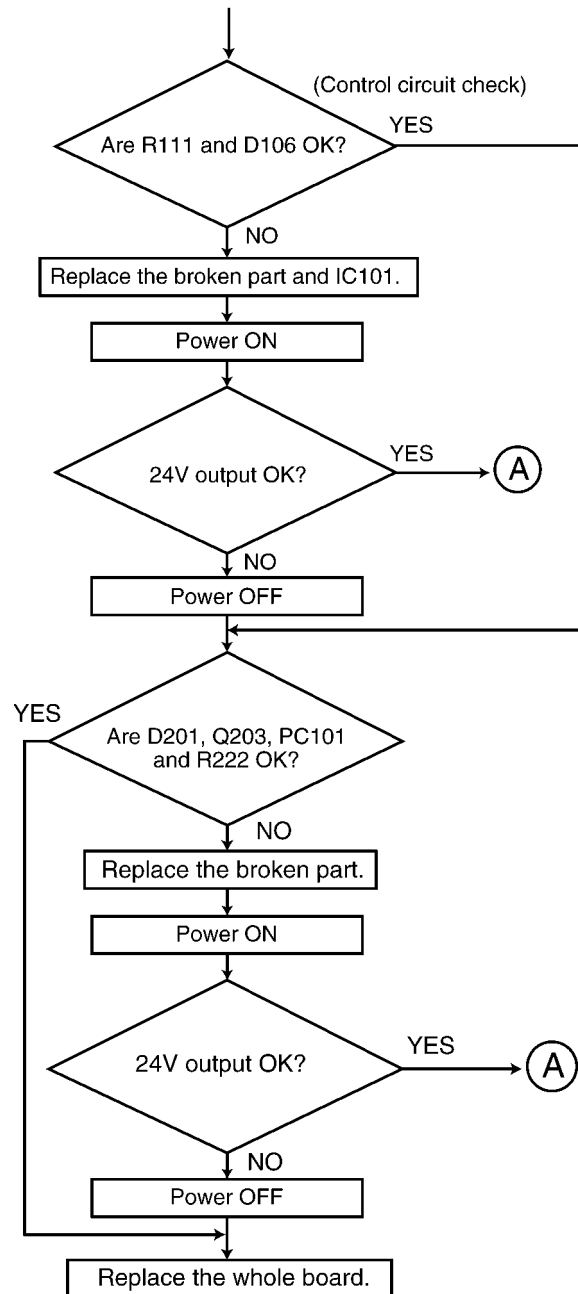 (Control circuit check)
YES
Are R111 and D106 OK?
NO
Replace the broken part and IC101.
Power ON
YES
24V output OK?
A
NO
Power OFF
YES
Are D201, Q203, PC101
and R222 OK?
NO
Replace the broken part.
Power ON
YES
24V output OK?
A
NO
Power OFF
Replace the whole board.